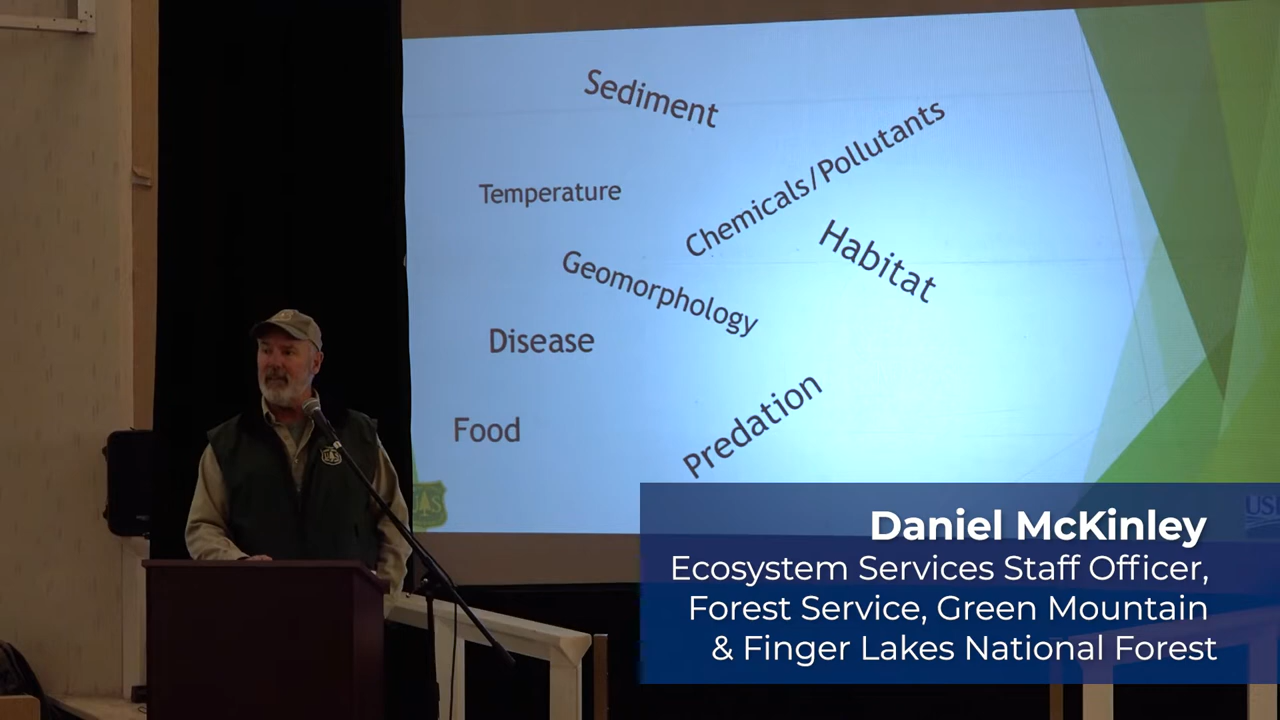 Sediment
Chemicals/Pollutants
Temperature
Habitat
Geomorphology
Disease
Predation
Food
Daniel McKinley
Ecosystem Services Staff Officer,
Forest Service, Green Mountain
& Finger Lakes National Forest